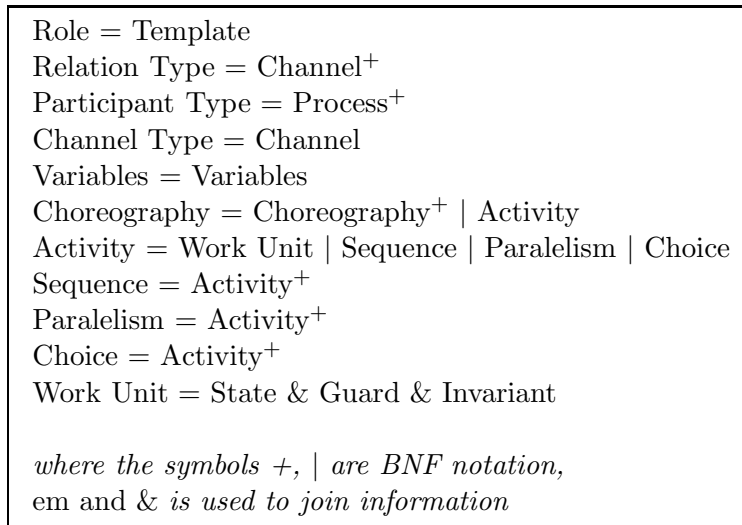 Role = Template
Relation Type = Channel⁺
Participant Type = Process⁺
Channel Type = Channel
Variables = Variables
Choreography = Choreography⁺ | Activity
Activity = Work Unit | Sequence | Paralelism | Choice
Sequence = Activity⁺
Paralelism = Activity⁺
Choice = Activity⁺
Work Unit = State & Guard & Invariant
where the symbols +, | are BNF notation,
em and & is used to join information